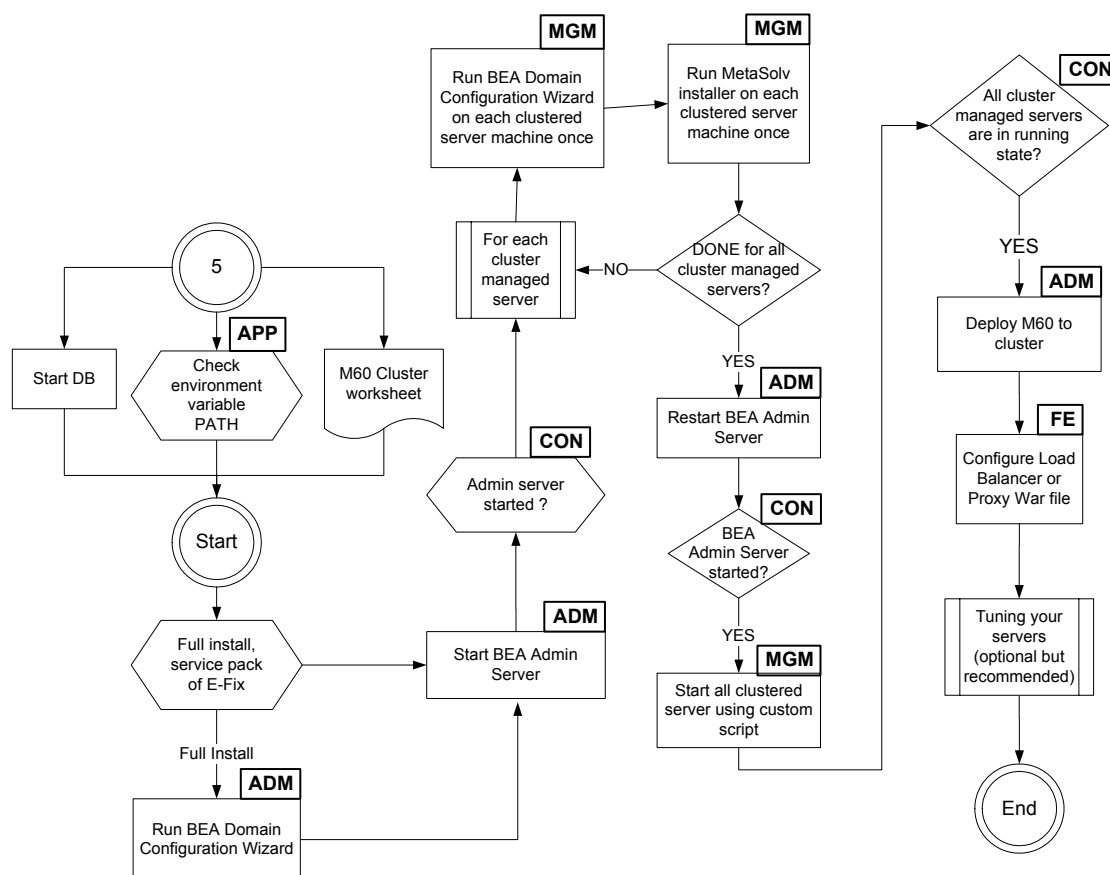 5
Start DB
APP
Check
environment
variable
PATH
M60 Cluster
worksheet
Start
Full install,
service pack
of E-Fix
Full Install
ADM
Run BEA Domain
Configuration Wizard
ADM
Start BEA Admin
Server
CON
Admin server
started ?
For each
cluster
managed
server
MGM
Run BEA Domain
Configuration Wizard
on each clustered
server machine once
MGM
Run MetaSolv
installer on each
clustered server
machine once
DONE for all
cluster managed
servers?
NO
YES
ADM
Restart BEA Admin
Server
CON
BEA
Admin Server
started?
YES
MGM
Start all clustered
server using custom
script
CON
All cluster
managed servers
are in running
state?
YES
ADM
Deploy M60 to
cluster
FE
Configure Load
Balancer or
Proxy War file
Tuning your
servers
(optional but
recommended)
End